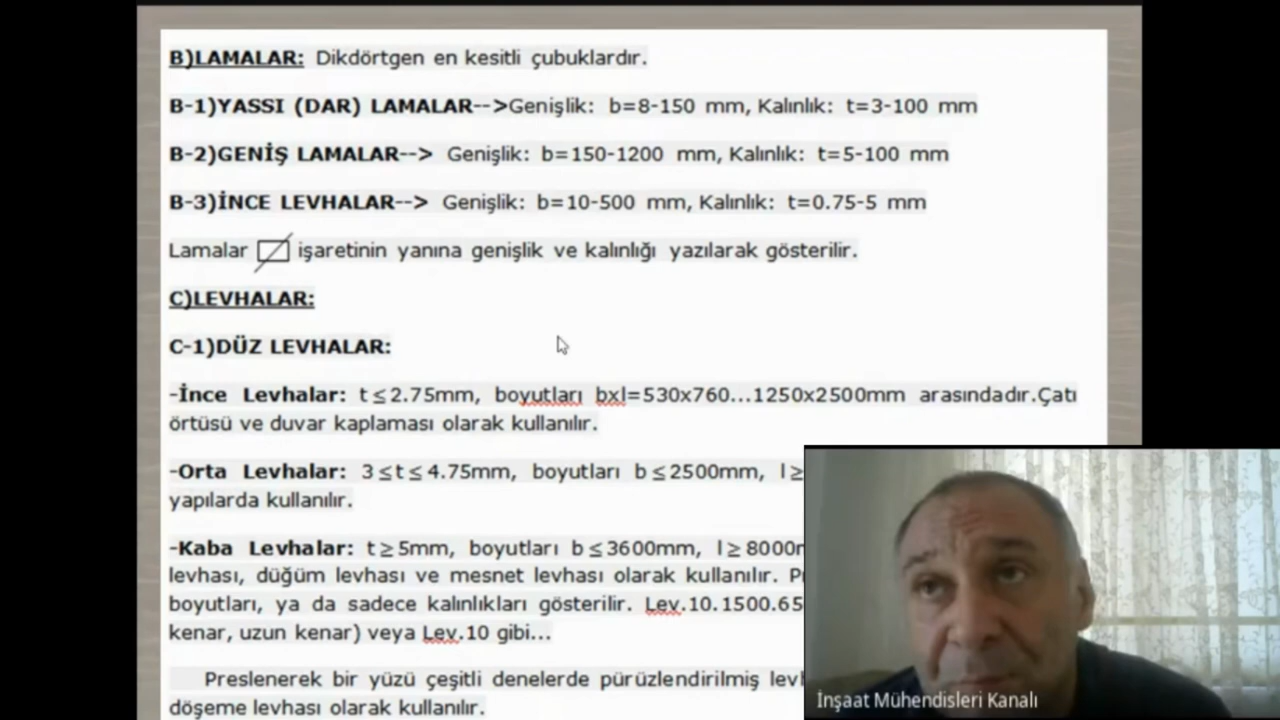 B)LAMALAR: Dikdörtgen en kesitli çubuklardır.
B-1)YASSI (DAR) LAMALAR-->Genişlik: b=8-150 mm, Kalınlık: t=3-100 mm
B-2)GENİŞ LAMALAR--> Genişlik: b=150-1200 mm, Kalınlık: t=5-100 mm
B-3)İNCE LEVHALAR--> Genişlik: b=10-500 mm, Kalınlık: t=0.75-5 mm
Lamalar işaretinin yanına genişlik ve kalınlığı yazılarak gösterilir.
C)LEVHALAR:
C-1)DÜZ LEVHALAR:
-İnce Levhalar: t≤2.75mm, boyutları bxl=530x760...1250x2500mm arasındadır.Çatı
örtüsü ve duvar kaplaması olarak kullanılır.
-Orta Levhalar: 3≤t≤4.75mm, boyutları b≤2500mm, l≥
yapılarda kullanılır.
-Kaba Levhalar: t≥5mm, boyutları b≤3600mm, l≥8000
levhası, düğüm levhası ve mesnet levhası olarak kullanılır.
boyutları, ya da sadece kalınlıkları gösterilir. Lev.10.1500.65
kenar, uzun kenar) veya Lev.10 gibi...
Preslenerek bir yüzü çeşitli denelerde pürüzlendirilmiş
döşeme levhası olarak kullanılır.
İnşaat Mühendisleri Kanalı